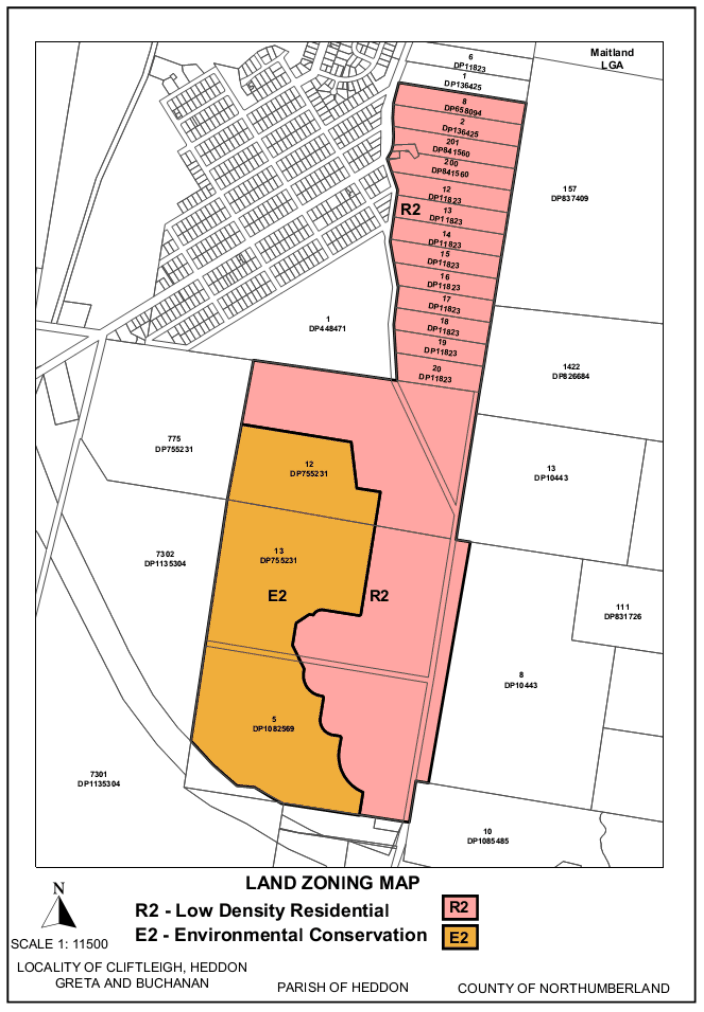 Maitland
LGA
6
DP11823
1
DP136425
8
DP658094
2
DP136425
201
DP841560
200
DP841560
12
DP11823
R2
13
DP11823
14
DP11823
15
DP11823
16
DP11823
17
DP11823
18
DP11823
19
DP11823
20
DP11823
157
DP837409
1
DP448471
1422
DP826684
775
DP755231
12
DP755231
13
DP10443
7302
DP1135304
13
DP755231
E2
R2
111
DP831726
8
DP10443
5
DP1082569
7301
DP1135304
10
DP1085485
LAND ZONING MAP
N
R2 - Low Density Residential
R2
E2 - Environmental Conservation
E2
SCALE 1: 11500
LOCALITY OF CLIFTLEIGH, HEDDON
GRETA AND BUCHANAN
PARISH OF HEDDON
COUNTY OF NORTHUMBERLAND